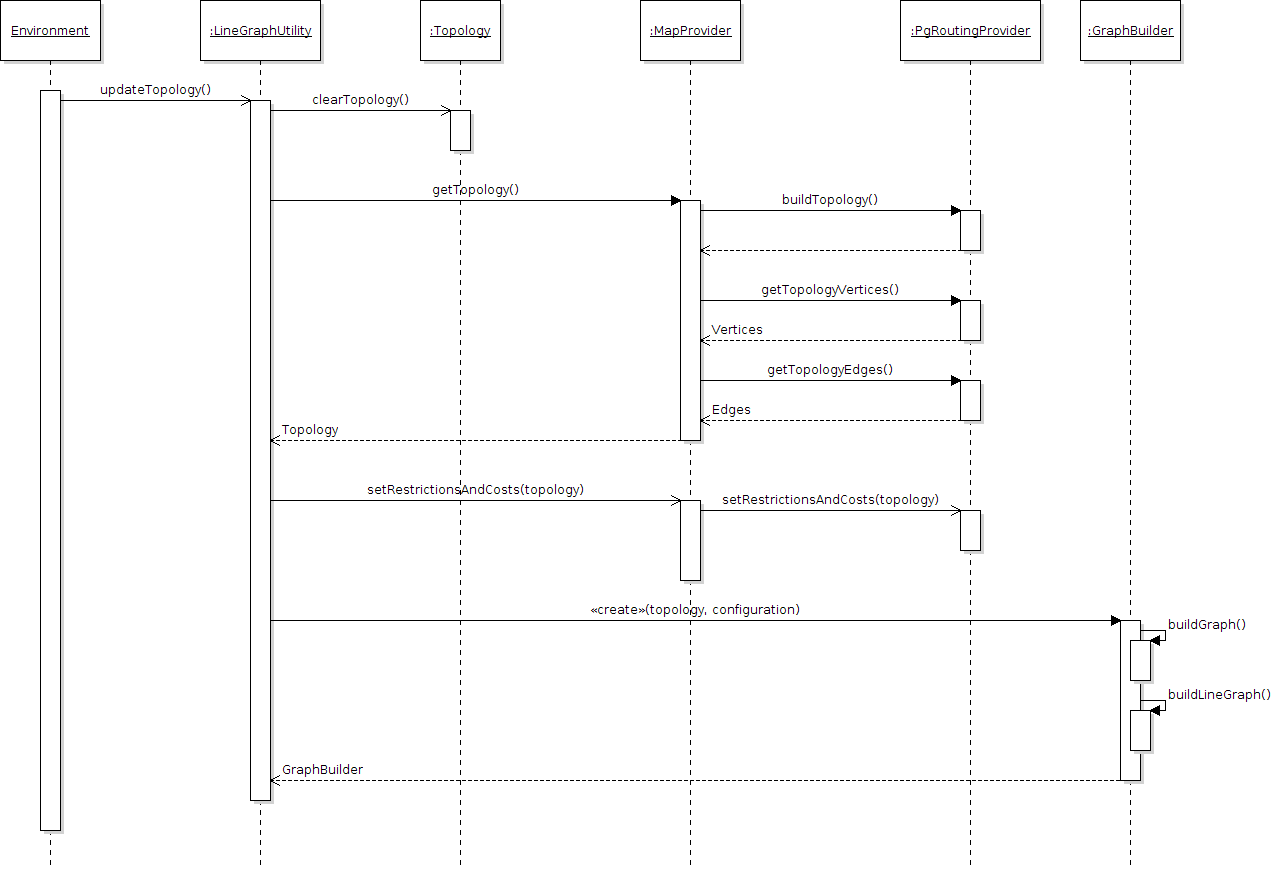 Environment
:LineGraphUtility
:Topology
:MapProvider
:PgRoutingProvider
:GraphBuilder
updateTopology()
clearTopology()
getTopology()
buildTopology()
getTopologyVertices()
Vertices
getTopologyEdges()
Edges
Topology
setRestrictionsAndCosts(topology)
setRestrictionsAndCosts(topology)
«create»(topology, configuration)
buildGraph()
buildLineGraph()
GraphBuilder